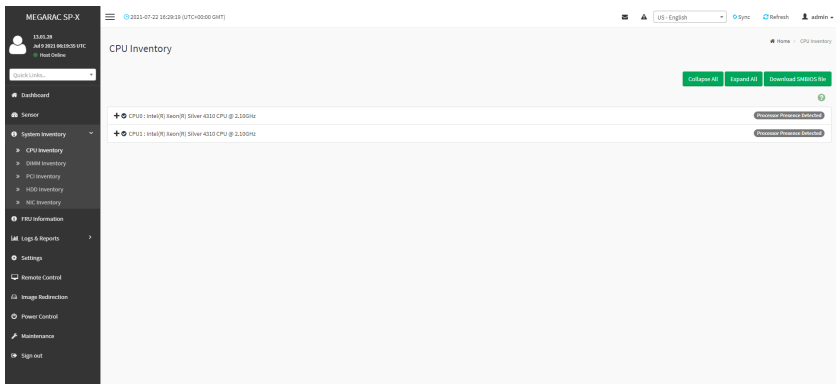 MEGARAC SP-X
2021-07-22 16:29:19 (UTC+00:00 GMT)
US - English
Sync
Refresh
admin
13.01.28
Jul 9 2021 06:19:35 UTC
Host Online
Quick Links...
Dashboard
Sensor
System Inventory
CPU Inventory
DIMM Inventory
PCI Inventory
HDD Inventory
NIC Inventory
FRU Information
Logs & Reports
Settings
Remote Control
Image Redirection
Power Control
Maintenance
Sign out
CPU Inventory
Home
CPU Inventory
Collapse All
Expand All
Download SMBIOS file
CPU0 : Intel(R) Xeon(R) Silver 4310 CPU @ 2.10GHz
Processor Presence Detected
CPU1 : Intel(R) Xeon(R) Silver 4310 CPU @ 2.10GHz
Processor Presence Detected